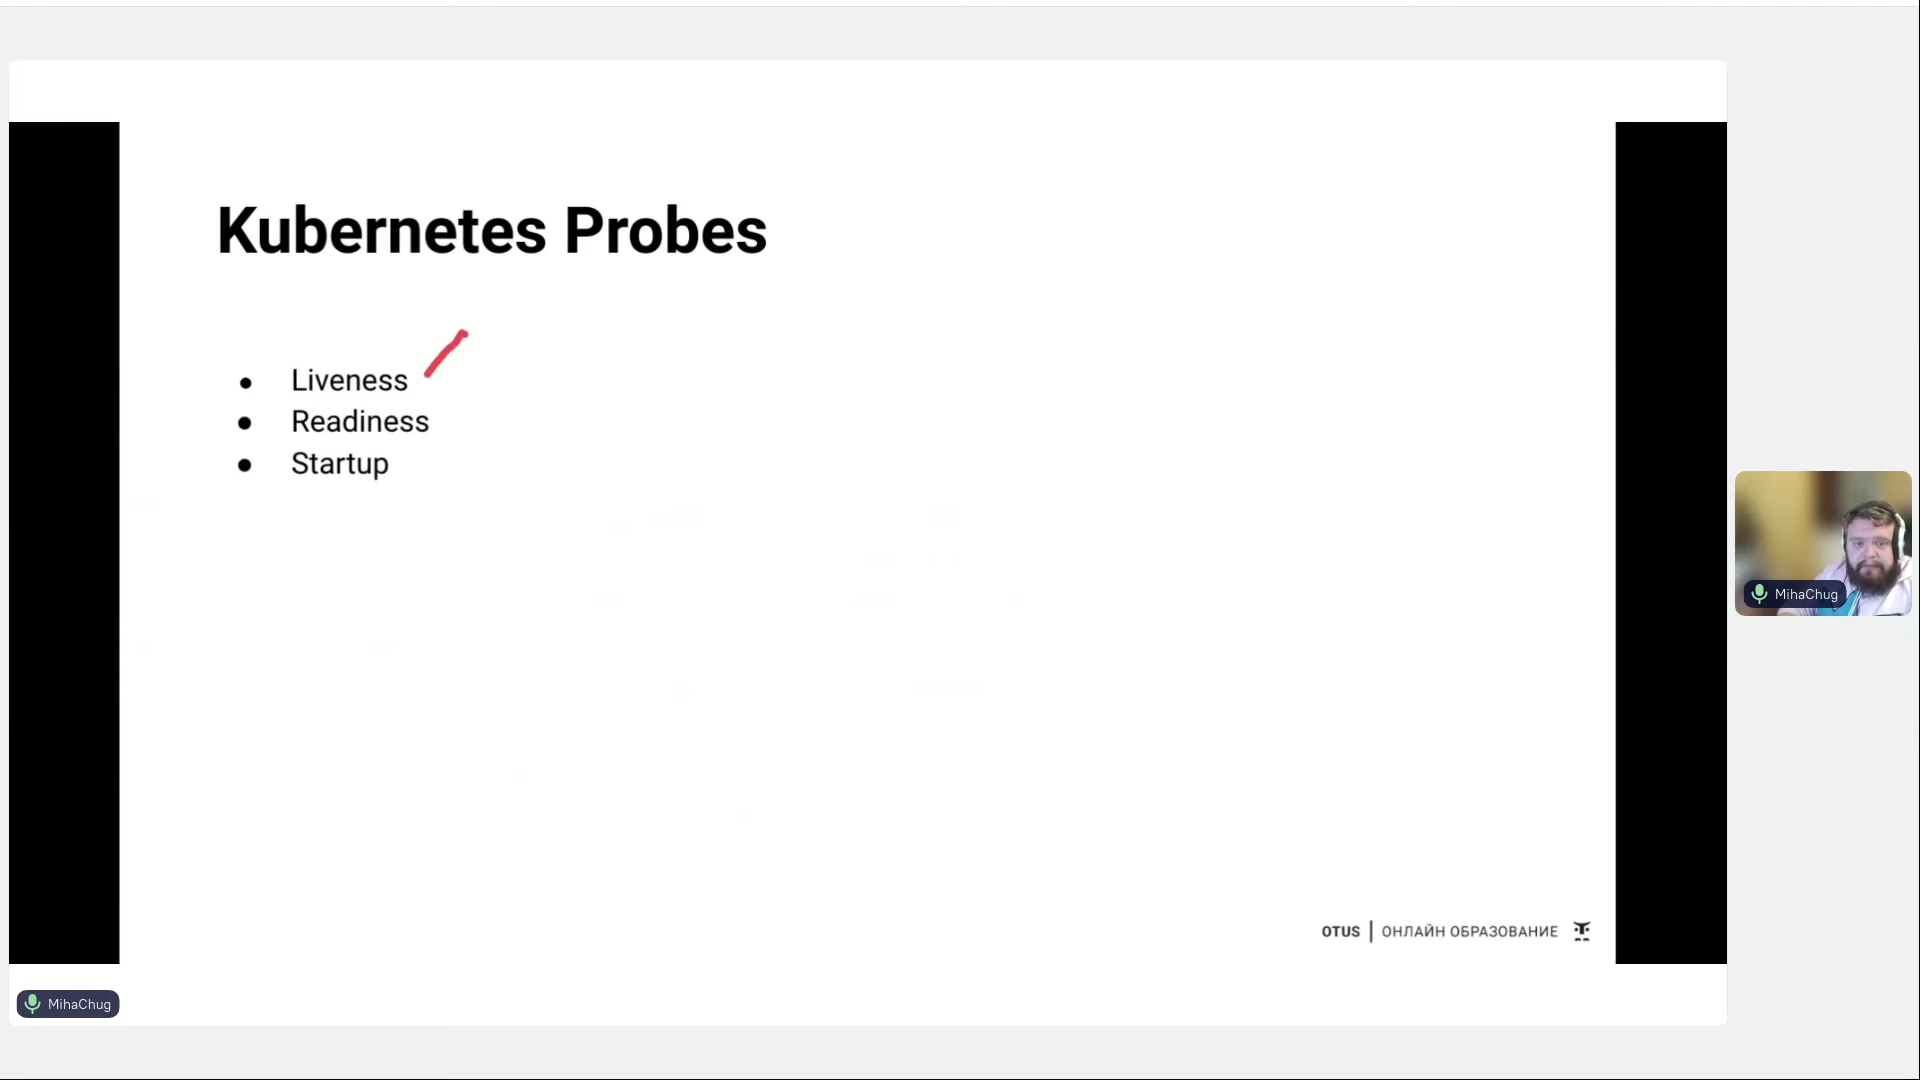 Kubernetes Probes
● Liveness
● Readiness
● Startup
OTUS | ОНЛАЙН ОБРАЗОВАНИЕ
MihaChug
MihaChug